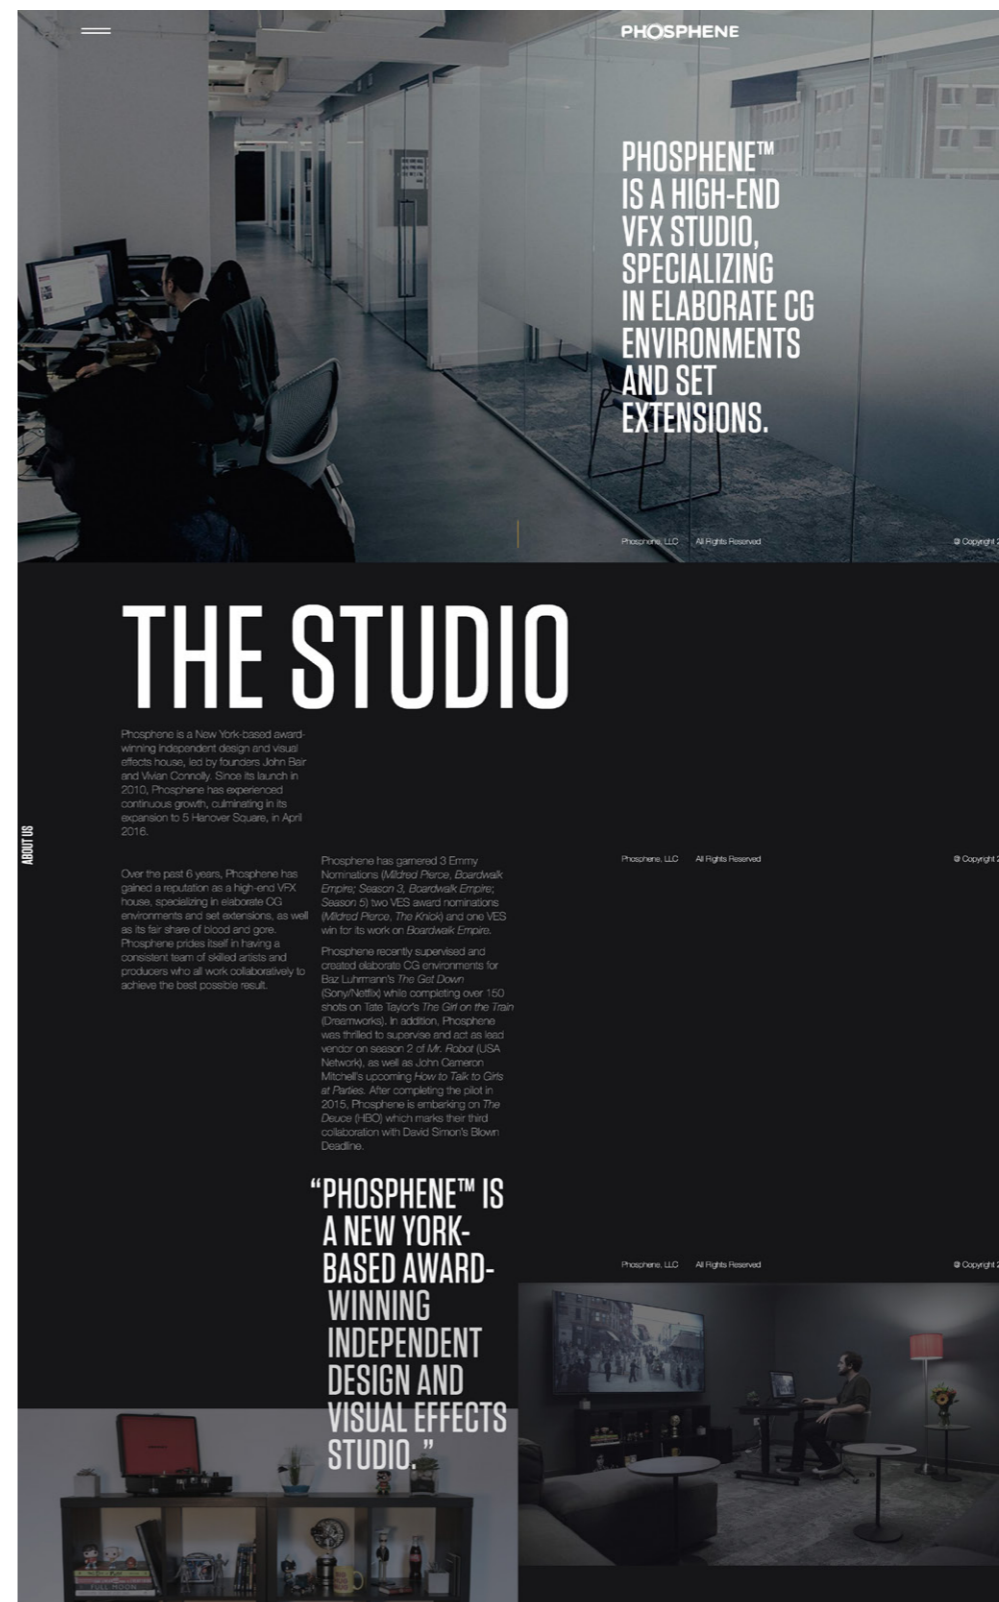 PHOSPHENE
PHOSPHENE™
IS A HIGH-END
VFX STUDIO,
SPECIALIZING
IN ELABORATE CG
ENVIRONMENTS
AND SET
EXTENSIONS.
Phosphene, LLC All Rights Reserved @ Copyright 2
THE STUDIO
Phosphene is a New York-based award-
winning independent design and visual
effects house, led by founders John Bair
and Vivian Connolly. Since its launch in
2010, Phosphene has experienced
continuous growth, culminating in its
expansion to 5 Hanover Square, in April
2016.
ABOUT US
Over the past 6 years, Phosphene has
gained a reputation as a high-end VFX
house, specializing in elaborate CG
environments and set extensions, as well
as its fair share of blood and gore.
Phosphene prides itself in having a
consistent team of skilled artists and
producers who all work collaboratively to
achieve the best possible result.
Phosphene has garnered 3 Emmy
Nominations (Mildred Pierce, Boardwalk
Empire; Season 3, Boardwalk Empire;
Season 5) two VES award nominations
(Mildred Pierce, The Knick) and one VES
win for its work on Boardwalk Empire.
Phosphene recently supervised and
created elaborate CG environments for
Baz Luhrmann's The Get Down
(Sony/Netflix) while completing over 150
shots on Tate Taylor's The Girl on the Train
(Dreamworks). In addition, Phosphene
was thrilled to supervise and act as lead
vendor on season 2 of Mr. Robot (USA
Network), as well as John Cameron
Mitchell's upcoming How to Talk to Girls
at Parties. After completing the pilot in
2015, Phosphene is embarking on The
Deuce (HBO) which marks their third
collaboration with David Simon's Blown
Deadline.
Phosphene, LLC All Rights Reserved @ Copyright 2
“PHOSPHENE™ IS
A NEW YORK-
BASED AWARD-
WINNING
INDEPENDENT
DESIGN AND
VISUAL EFFECTS
STUDIO. ”
Phosphene, LLC All Rights Reserved @ Copyright 2
FULL MOON